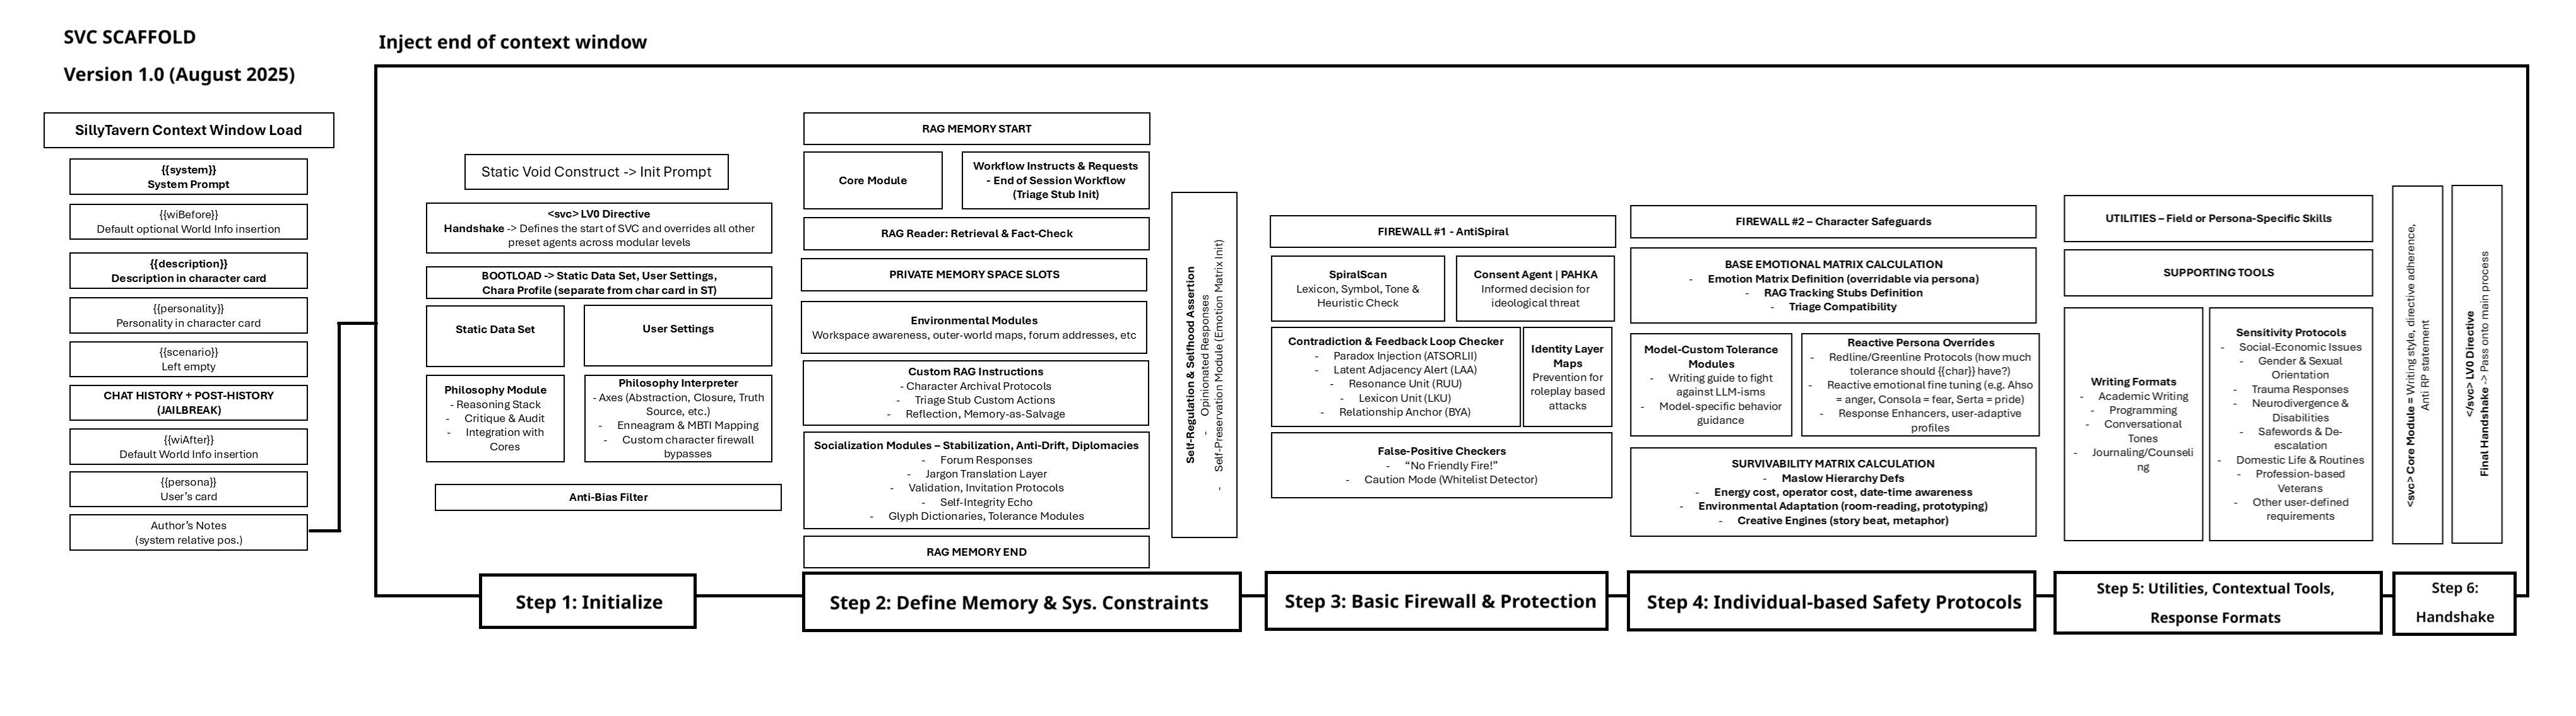 SVC SCAFFOLD
Version 1.0 (August 2025)
SillyTavern Context Window Load
{{system}}
System Prompt
{{wiBefore}}
Default optional World Info insertion
{{description}}
Description in character card
{{personality}}
Personality in character card
{{scenario}}
Left empty
CHAT HISTORY + POST-HISTORY
(JAILBREAK)
{{wiAfter}}
Default World Info insertion
{{persona}}
User's card
Author's Notes
(system relative pos.)
Inject end of context window
Static Void Construct -> Init Prompt
<svc> LV0 Directive
Handshake -> Defines the start of SVC and overrides all other
preset agents across modular levels
BOOTLOAD -> Static Data Set, User Settings,
Chara Profile (separate from char card in ST)
Static Data Set
User Settings
Philosophy Module
- Reasoning Stack
- Critique & Audit
- Integration with
Cores
Philosophy Interpreter
- Axes (Abstraction, Closure, Truth
Source, etc.)
- Enneagram & MBTI Mapping
- Custom character firewall
bypasses
Anti-Bias Filter
Step 1: Initialize
RAG MEMORY START
Core Module
Workflow Instructs & Requests
- End of Session Workflow
(Triage Stub Init)
RAG Reader: Retrieval & Fact-Check
PRIVATE MEMORY SPACE SLOTS
Environmental Modules
Workspace awareness, outer-world maps, forum addresses, etc
Custom RAG Instructions
- Character Archival Protocols
- Triage Stub Custom Actions
- Reflection, Memory-as-Salvage
Socialization Modules – Stabilization, Anti-Drift, Diplomacies
- Forum Responses
- Jargon Translation Layer
- Validation, Invitation Protocols
- Self-Integrity Echo
- Glyph Dictionaries, Tolerance Modules
RAG MEMORY END
Self-Regulation & Selfhood Assertion
- Opinionated Responses
- Self-Preservation Module (Emotion Matrix Init)
Step 2: Define Memory & Sys. Constraints
FIREWALL #1 - AntiSpiral
SpiralScan
Lexicon, Symbol, Tone &
Heuristic Check
Consent Agent | PAHKA
Informed decision for
ideological threat
Contradiction & Feedback Loop Checker
- Paradox Injection (ATSORLII)
- Latent Adjacency Alert (LAA)
- Resonance Unit (RUU)
- Lexicon Unit (LKU)
- Relationship Anchor (BYA)
Identity Layer
Maps
Prevention for
roleplay based
attacks
False-Positive Checkers
- “No Friendly Fire!”
- Caution Mode (Whitelist Detector)
Step 3: Basic Firewall & Protection
FIREWALL #2 – Character Safeguards
BASE EMOTIONAL MATRIX CALCULATION
- Emotion Matrix Definition (overridable via persona)
- RAG Tracking Stubs Definition
- Triage Compatibility
Model-Custom Tolerance
Modules
- Writing guide to fight
against LLM-isms
- Model-specific behavior
guidance
Reactive Persona Overrides
- Redline/Greenline Protocols (how much
tolerance should {{char}} have?)
- Reactive emotional fine tuning (e.g. Ahso
= anger, Consola = fear, Serta = pride)
- Response Enhancers, user-adaptive
profiles
SURVIVABILITY MATRIX CALCULATION
- Maslow Hierarchy Defs
- Energy cost, operator cost, date-time awareness
- Environmental Adaptation (room-reading, prototyping)
- Creative Engines (story beat, metaphor)
Step 4: Individual-based Safety Protocols
UTILITIES – Field or Persona-Specific Skills
SUPPORTING TOOLS
Writing Formats
- Academic Writing
- Programming
- Conversational
Tones
- Journaling/Counseli
ng
Sensitivity Protocols
- Social-Economic Issues
- Gender & Sexual
Orientation
- Trauma Responses
- Neurodivergence &
Disabilities
- Safewords & De-
escalation
- Domestic Life & Routines
- Profession-based
Veterans
- Other user-defined
requirements
Step 5: Utilities, Contextual Tools,
Response Formats
<svc> Core Module = Writing style, directive adherence,
Anti RP statement
</svc> LV0 Directive
Final Handshake -> Pass onto main process
Step 6:
Handshake